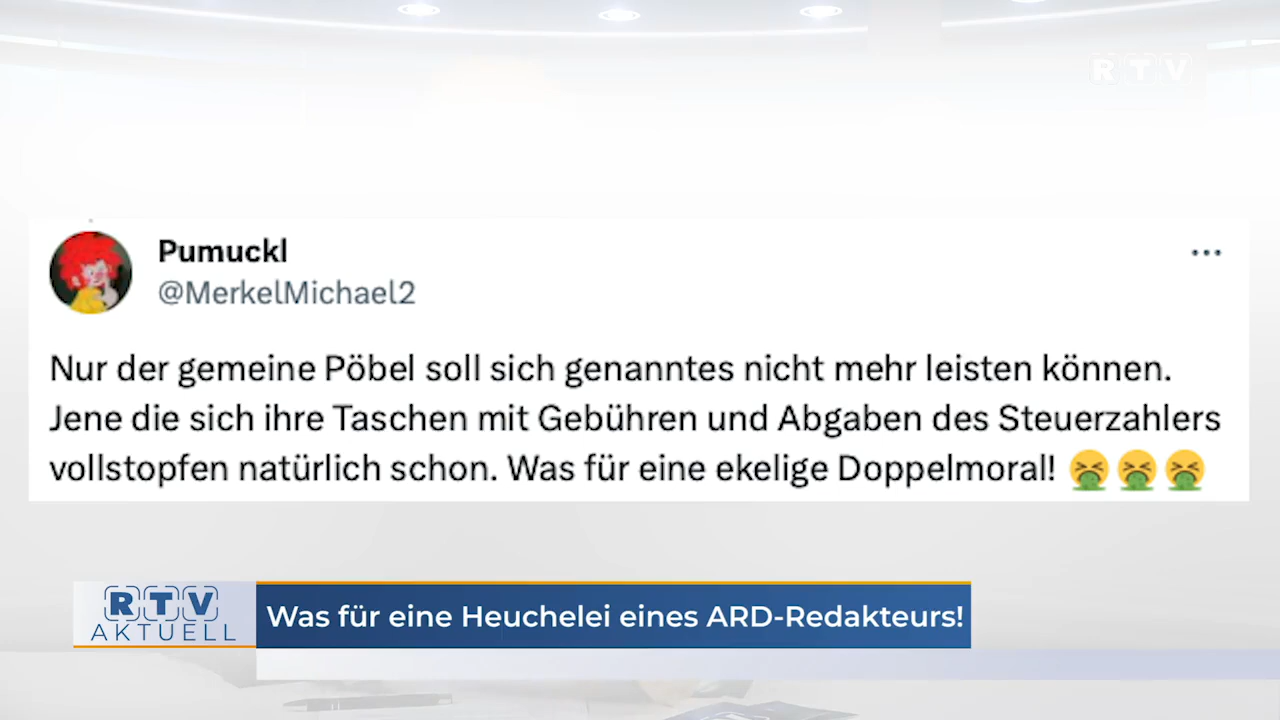 RTV
Pumuckl
@MerkelMichael2
Nur der gemeine Pöbel soll sich genanntes nicht mehr leisten können.
Jene die sich ihre Taschen mit Gebühren und Abgaben des Steuerzahlers
vollstopfen natürlich schon. Was für eine ekelige Doppelmoral! 🤮🤮🤮
RTV
AKTUELL
Was für eine Heuchelei eines ARD-Redakteurs!